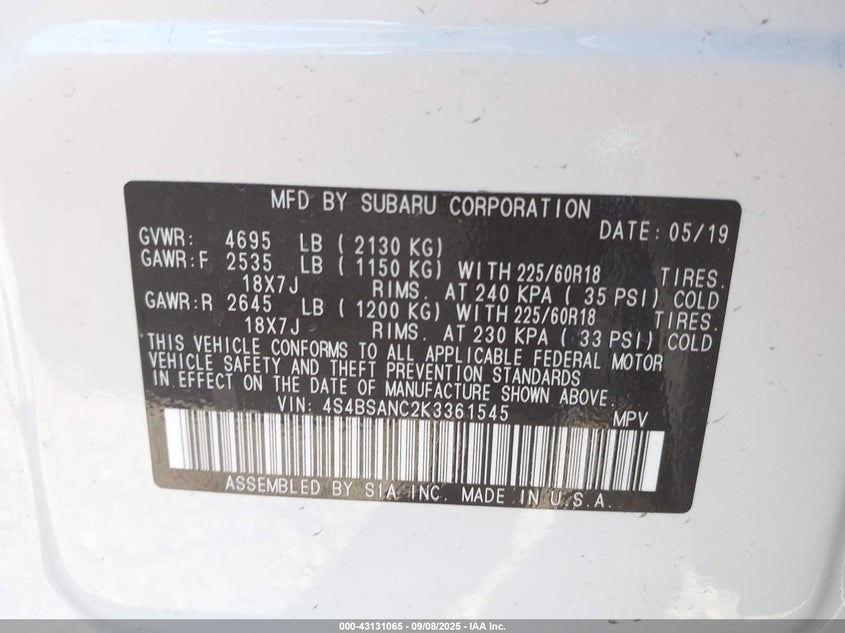 MFD BY SUBARU CORPORATION
DATE: 05/19
GVWR: 4695 LB ( 2130 KG)
GAWR:F 2535 LB ( 1150 KG) WITH 225/60R18 TIRES.
18X7J RIMS. AT 240 KPA ( 35 PSI) COLD
GAWR:R 2645 LB ( 1200 KG) WITH 225/60R18 TIRES.
18X7J RIMS. AT 230 KPA ( 33 PSI) COLD
THIS VEHICLE CONFORMS TO ALL APPLICABLE FEDERAL MOTOR
VEHICLE SAFETY AND THEFT PREVENTION STANDARDS
IN EFFECT ON THE DATE OF MANUFACTURE SHOWN ABOVE.
VIN: 4S4BSANC2K3361545 MPV
ASSEMBLED BY SIA INC. MADE IN U.S.A.
000-43131065 - 09/08/2025 - IAA Inc.